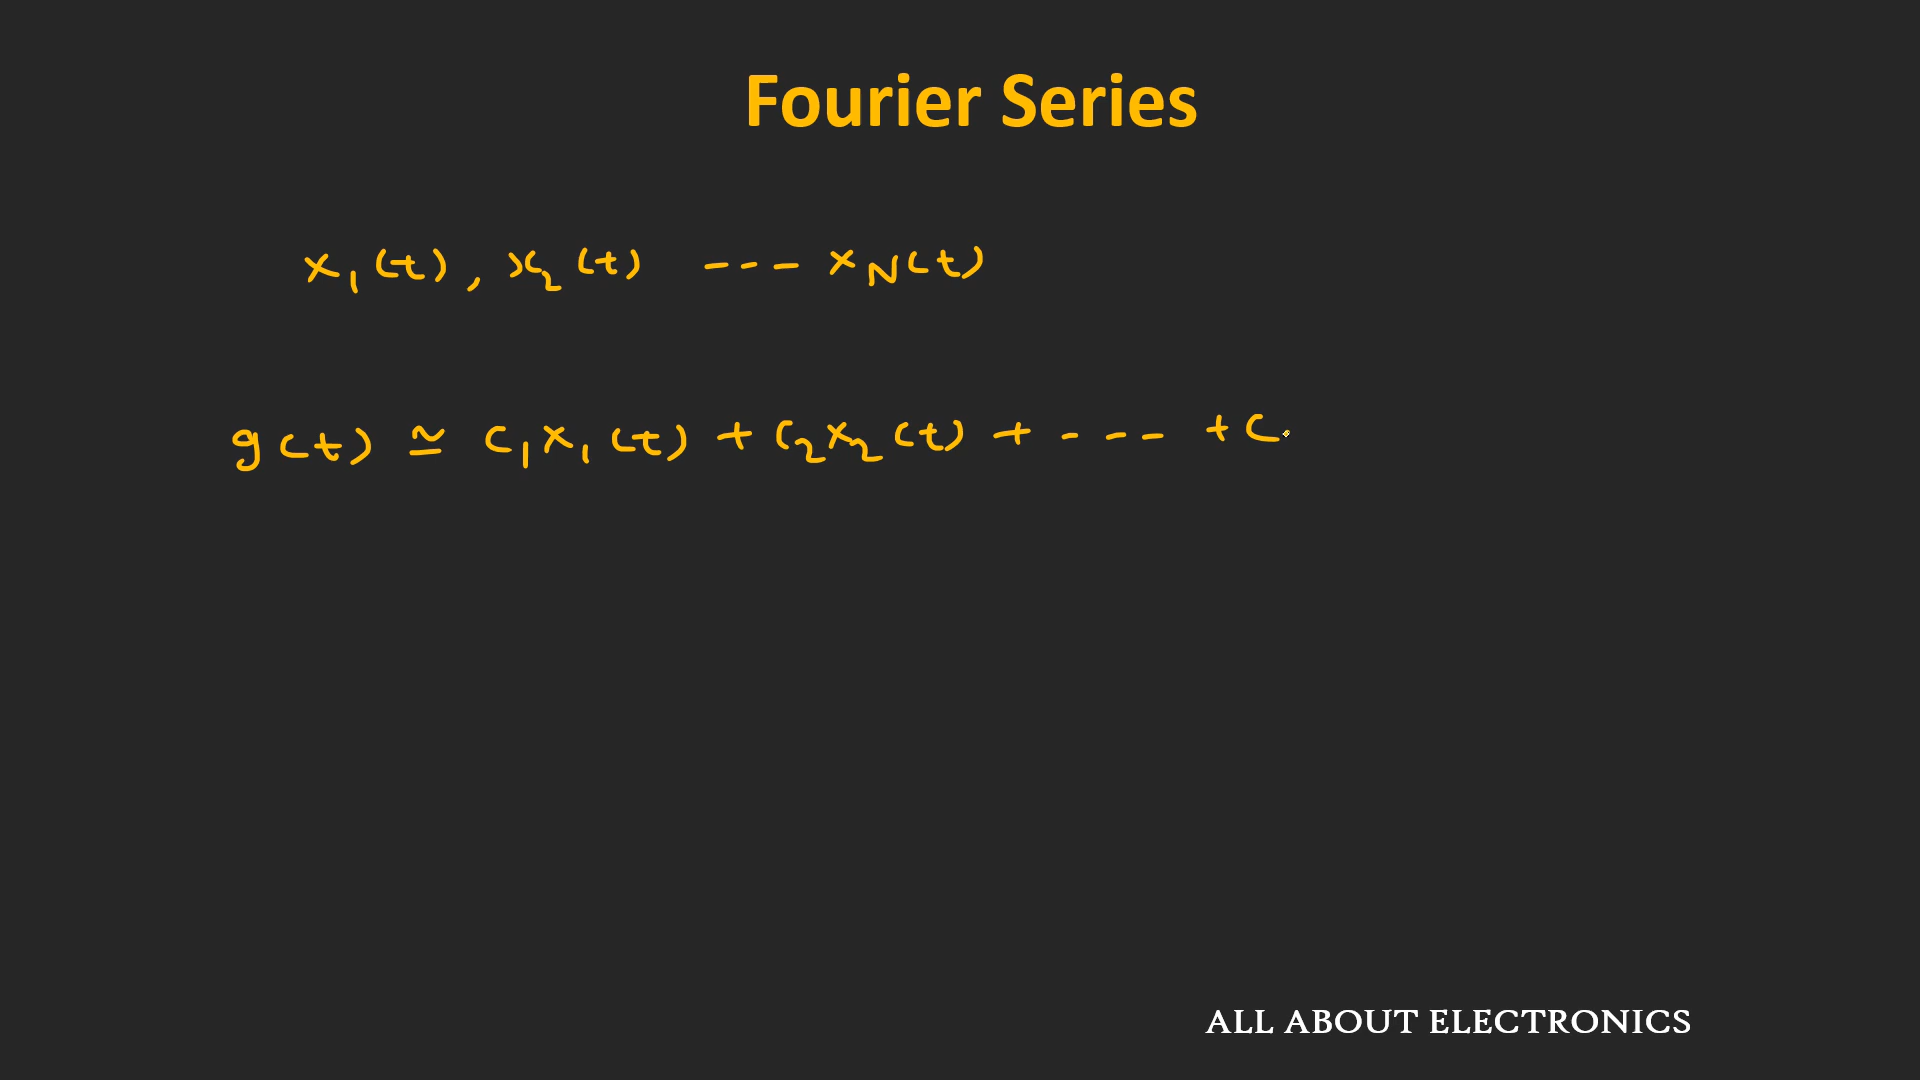 Fourier Series
x₁(t), x₂(t) --- x_N(t)
g(t) ≃ c₁x₁(t) + c₂x₂(t) + - -- +c
ALL ABOUT ELECTRONICS